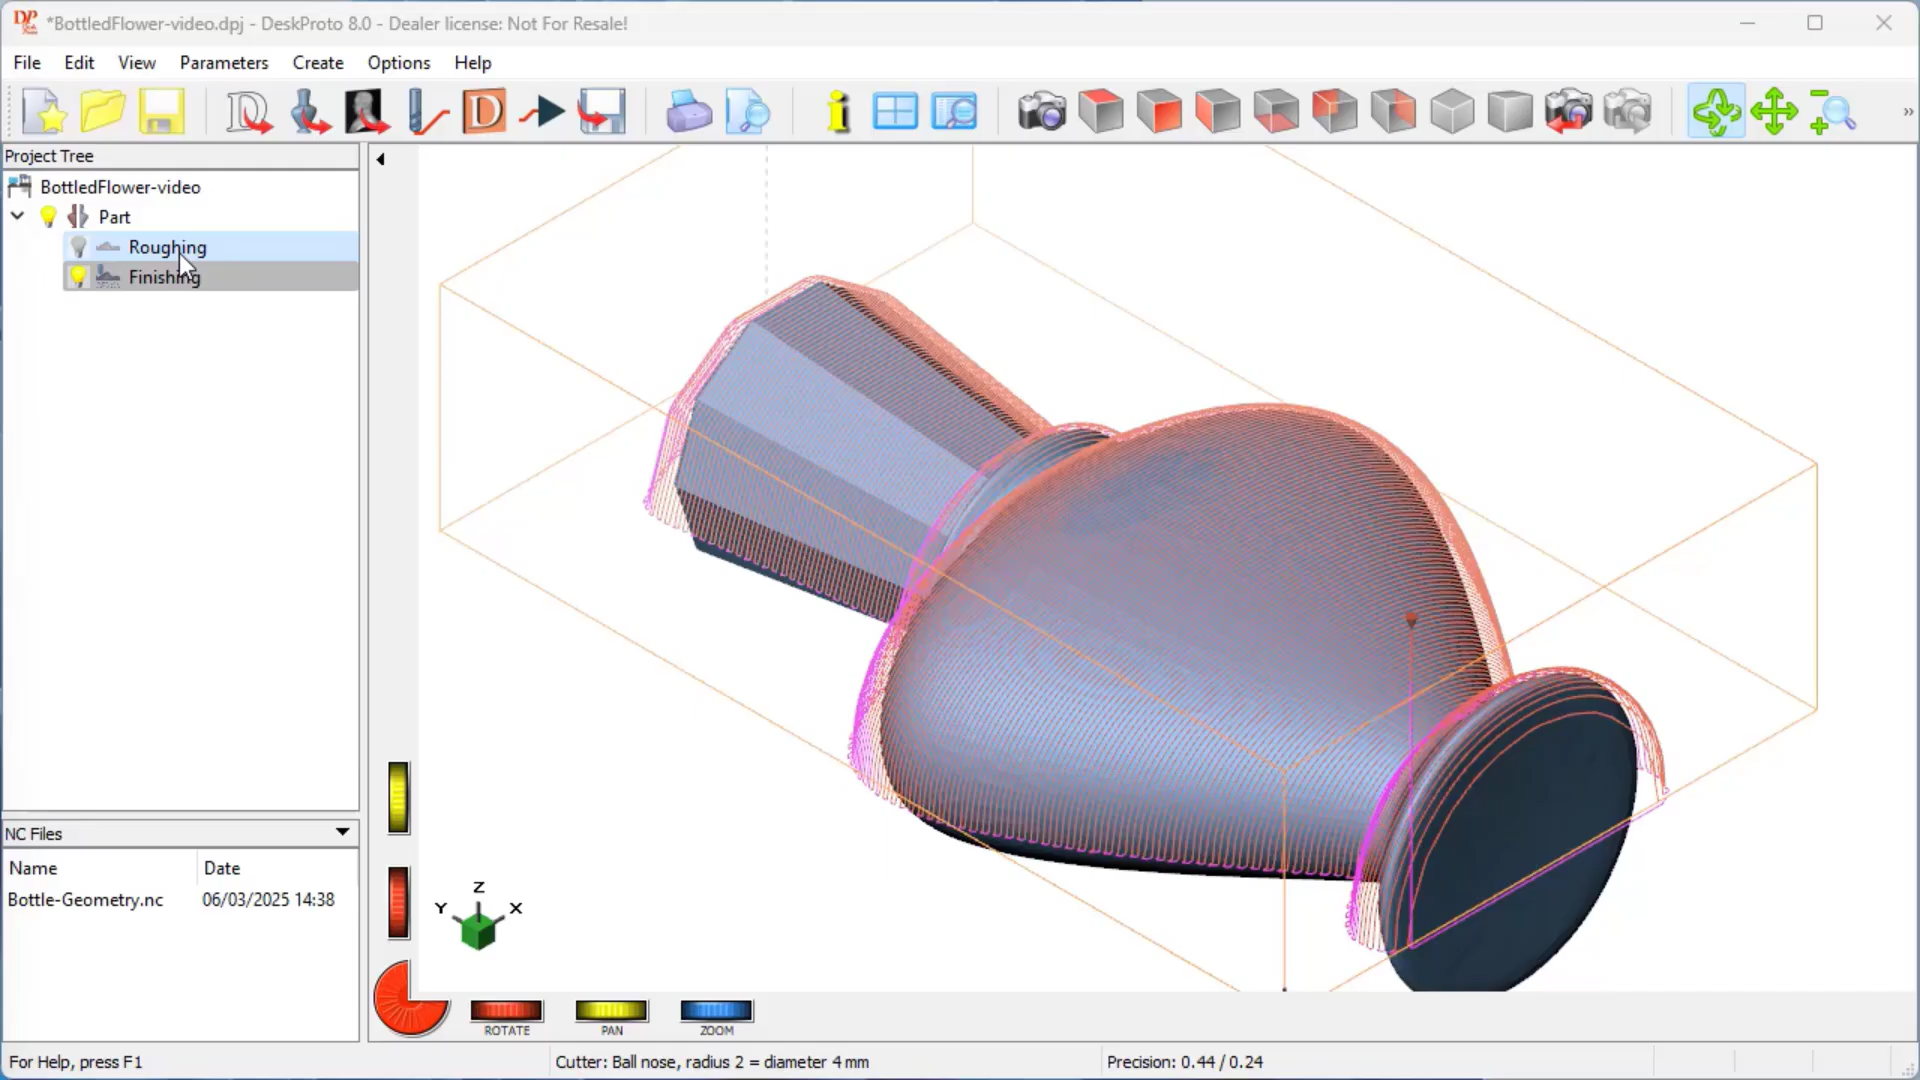 *BottledFlower-video.dpj - DeskProto 8.0 - Dealer license: Not For Resale!
File Edit View Parameters Create Options Help
Project Tree
BottledFlower-video
Part
Roughing
Finishing
NC Files
Name Date
Bottle-Geometry.nc 06/03/2025 14:38
Z
Y X
ROTATE PAN ZOOM
For Help, press F1 Cutter: Ball nose, radius 2 = diameter 4 mm Precision: 0.44 / 0.24